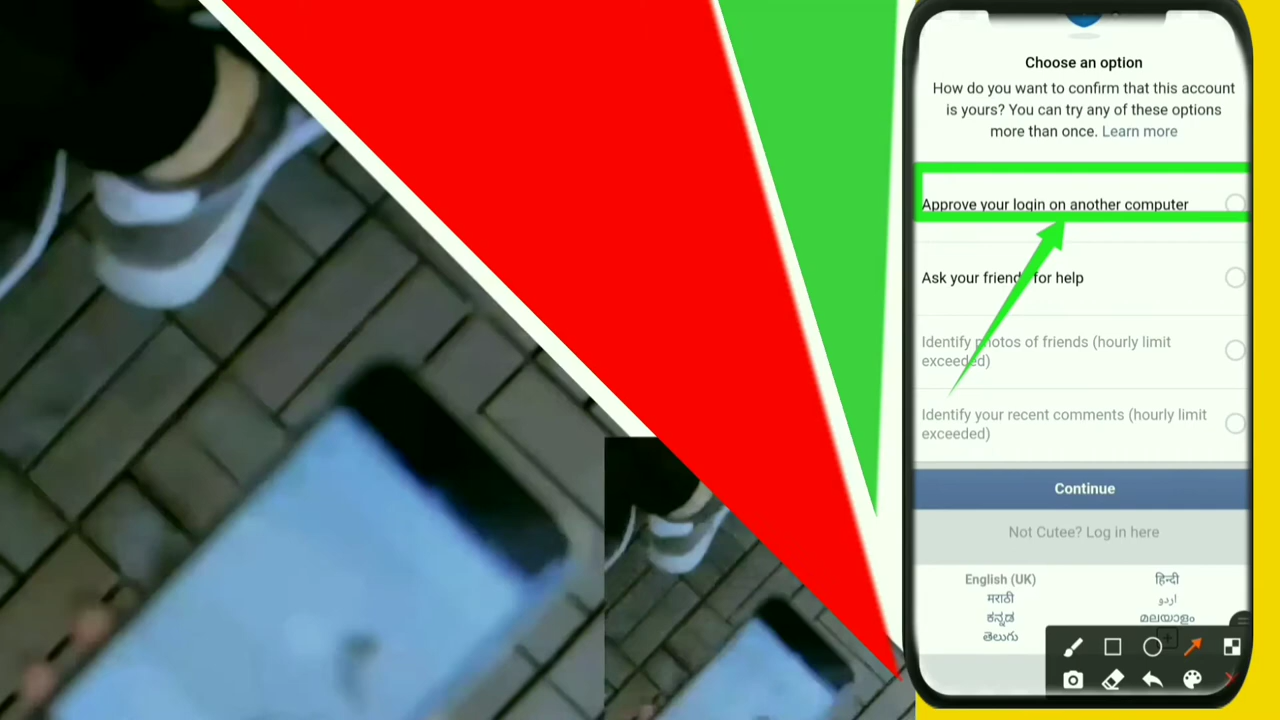 Choose an option
How do you want to confirm that this account
is yours? You can try any of these options
more than once. Learn more
Approve your login on another computer
Ask your friends for help
Identify photos of friends (hourly limit
exceeded)
Identify your recent comments (hourly limit
exceeded)
Continue
Not Cutee? Log in here
English (UK) हिन्दी
मराठी اردو
ಕನ್ನಡ മലയാളം
తెలుగు